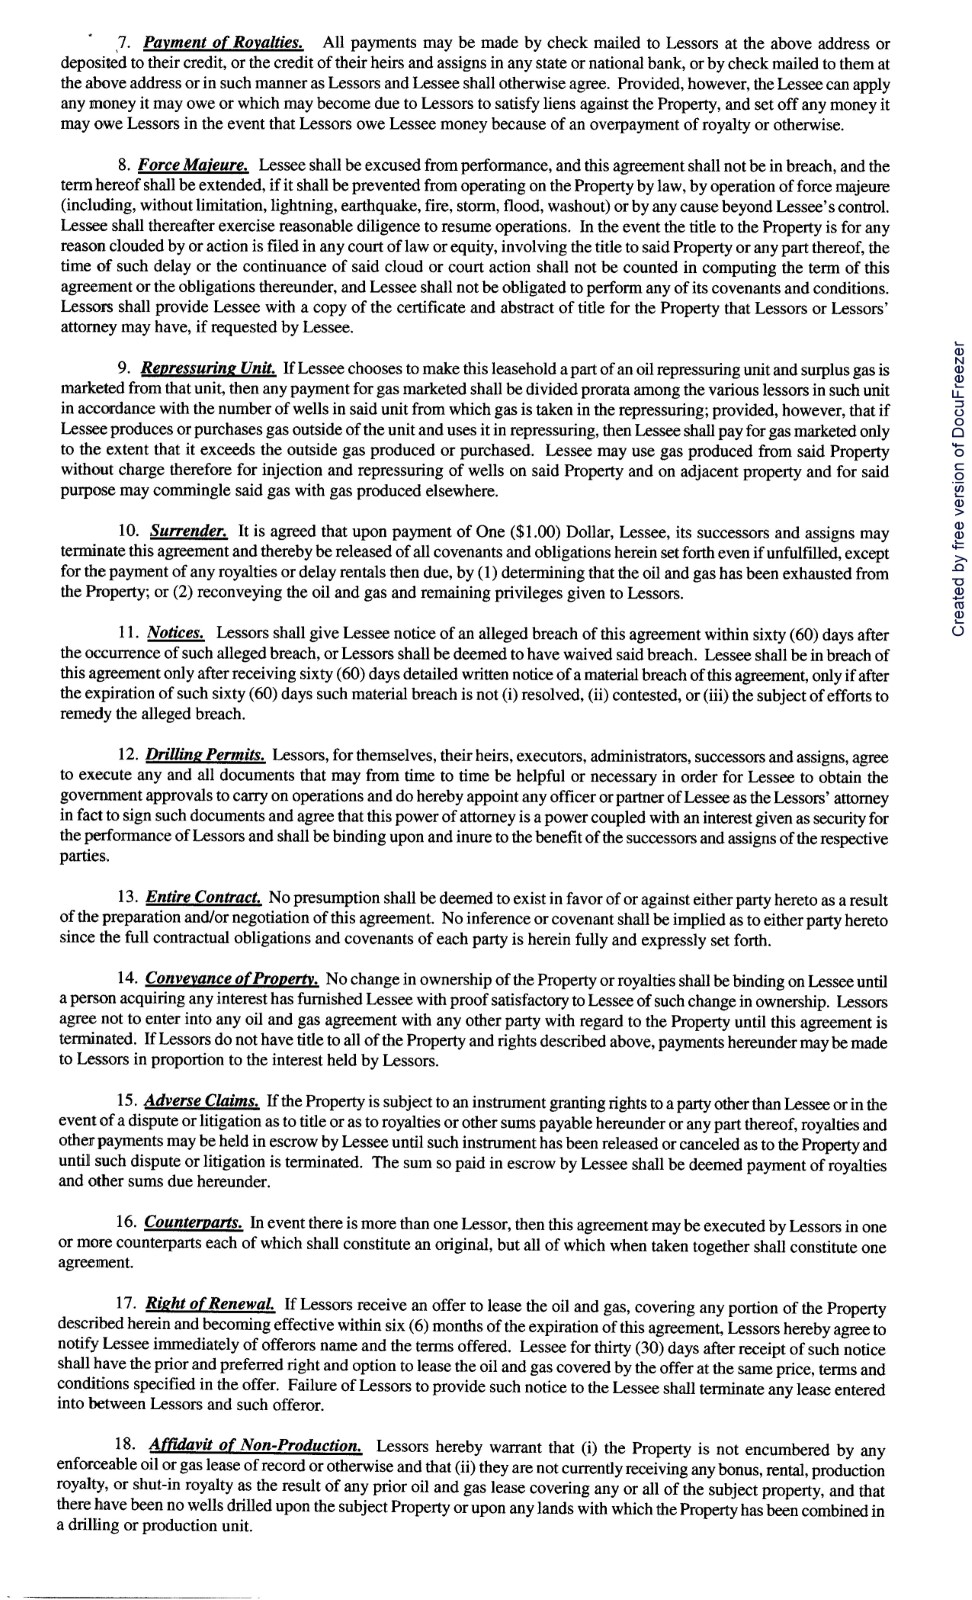 7. Payment of Royalties. All payments may be made by check mailed to Lessors at the above address or
deposited to their credit, or the credit of their heirs and assigns in any state or national bank, or by check mailed to them at
the above address or in such manner as Lessors and Lessee shall otherwise agree. Provided, however, the Lessee can apply
any money it may owe or which may become due to Lessors to satisfy liens against the Property, and set off any money it
may owe Lessors in the event that Lessors owe Lessee money because of an overpayment of royalty or otherwise.
8. Force Majeure. Lessee shall be excused from performance, and this agreement shall not be in breach, and the
term hereof shall be extended, if it shall be prevented from operating on the Property by law, by operation of force majeure
(including, without limitation, lightning, earthquake, fire, storm, flood, washout) or by any cause beyond Lessee's control.
Lessee shall thereafter exercise reasonable diligence to resume operations. In the event the title to the Property is for any
reason clouded by or action is filed in any court of law or equity, involving the title to said Property or any part thereof, the
time of such delay or the continuance of said cloud or court action shall not be counted in computing the term of this
agreement or the obligations thereunder, and Lessee shall not be obligated to perform any of its covenants and conditions.
Lessors shall provide Lessee with a copy of the certificate and abstract of title for the Property that Lessors or Lessors'
attorney may have, if requested by Lessee.
9. Repressuring Unit. If Lessee chooses to make this leasehold a part of an oil repressuring unit and surplus gas is
marketed from that unit, then any payment for gas marketed shall be divided prorata among the various lessors in such unit
in accordance with the number of wells in said unit from which gas is taken in the repressuring; provided, however, that if
Lessee produces or purchases gas outside of the unit and uses it in repressuring, then Lessee shall pay for gas marketed only
to the extent that it exceeds the outside gas produced or purchased. Lessee may use gas produced from said Property
without charge therefore for injection and repressuring of wells on said Property and on adjacent property and for said
purpose may commingle said gas with gas produced elsewhere.
10. Surrender. It is agreed that upon payment of One ($1.00) Dollar, Lessee, its successors and assigns may
terminate this agreement and thereby be released of all covenants and obligations herein set forth even if unfulfilled, except
for the payment of any royalties or delay rentals then due, by (1) determining that the oil and gas has been exhausted from
the Property; or (2) reconveying the oil and gas and remaining privileges given to Lessors.
11. Notices. Lessors shall give Lessee notice of an alleged breach of this agreement within sixty (60) days after
the occurrence of such alleged breach, or Lessors shall be deemed to have waived said breach. Lessee shall be in breach of
this agreement only after receiving sixty (60) days detailed written notice of a material breach of this agreement, only if after
the expiration of such sixty (60) days such material breach is not (i) resolved, (ii) contested, or (iii) the subject of efforts to
remedy the alleged breach.
12. Drilling Permits. Lessors, for themselves, their heirs, executors, administrators, successors and assigns, agree
to execute any and all documents that may from time to time be helpful or necessary in order for Lessee to obtain the
government approvals to carry on operations and do hereby appoint any officer or partner of Lessee as the Lessors' attorney
in fact to sign such documents and agree that this power of attorney is a power coupled with an interest given as security for
the performance of Lessors and shall be binding upon and inure to the benefit of the successors and assigns of the respective
parties.
13. Entire Contract. No presumption shall be deemed to exist in favor of or against either party hereto as a result
of the preparation and/or negotiation of this agreement. No inference or covenant shall be implied as to either party hereto
since the full contractual obligations and covenants of each party is herein fully and expressly set forth.
14. Conveyance of Property. No change in ownership of the Property or royalties shall be binding on Lessee until
a person acquiring any interest has furnished Lessee with proof satisfactory to Lessee of such change in ownership. Lessors
agree not to enter into any oil and gas agreement with any other party with regard to the Property until this agreement is
terminated. If Lessors do not have title to all of the Property and rights described above, payments hereunder may be made
to Lessors in proportion to the interest held by Lessors.
15. Adverse Claims. If the Property is subject to an instrument granting rights to a party other than Lessee or in the
event of a dispute or litigation as to title or as to royalties or other sums payable hereunder or any part thereof, royalties and
other payments may be held in escrow by Lessee until such instrument has been released or canceled as to the Property and
until such dispute or litigation is terminated. The sum so paid in escrow by Lessee shall be deemed payment of royalties
and other sums due hereunder.
16. Counterparts. In event there is more than one Lessor, then this agreement may be executed by Lessors in one
or more counterparts each of which shall constitute an original, but all of which when taken together shall constitute one
agreement.
17. Right of Renewal. If Lessors receive an offer to lease the oil and gas, covering any portion of the Property
described herein and becoming effective within six (6) months of the expiration of this agreement, Lessors hereby agree to
notify Lessee immediately of offerors name and the terms offered. Lessee for thirty (30) days after receipt of such notice
shall have the prior and preferred right and option to lease the oil and gas covered by the offer at the same price, terms and
conditions specified in the offer. Failure of Lessors to provide such notice to the Lessee shall terminate any lease entered
into between Lessors and such offeror.
18. Affidavit of Non-Production. Lessors hereby warrant that (i) the Property is not encumbered by any
enforceable oil or gas lease of record or otherwise and that (ii) they are not currently receiving any bonus, rental, production
royalty, or shut-in royalty as the result of any prior oil and gas lease covering any or all of the subject property, and that
there have been no wells drilled upon the subject Property or upon any lands with which the Property has been combined in
a drilling or production unit.
Created by free version of DocuFreezer